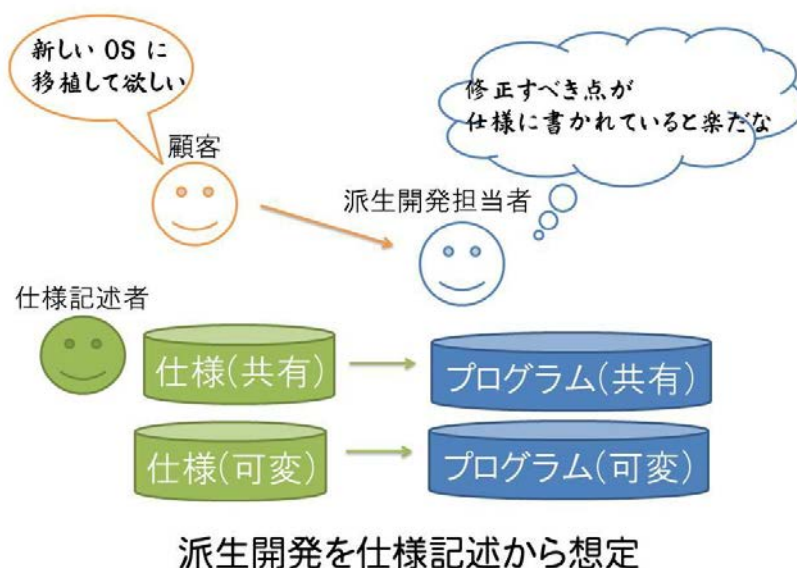 新しい OS に
移植して欲しい
修正すべき点が
仕様に書かれていると楽だな
顧客
派生開発担当者
仕様記述者
仕様(共有)
プログラム(共有)
仕様(可変)
プログラム(可変)
派生開発を仕様記述から想定